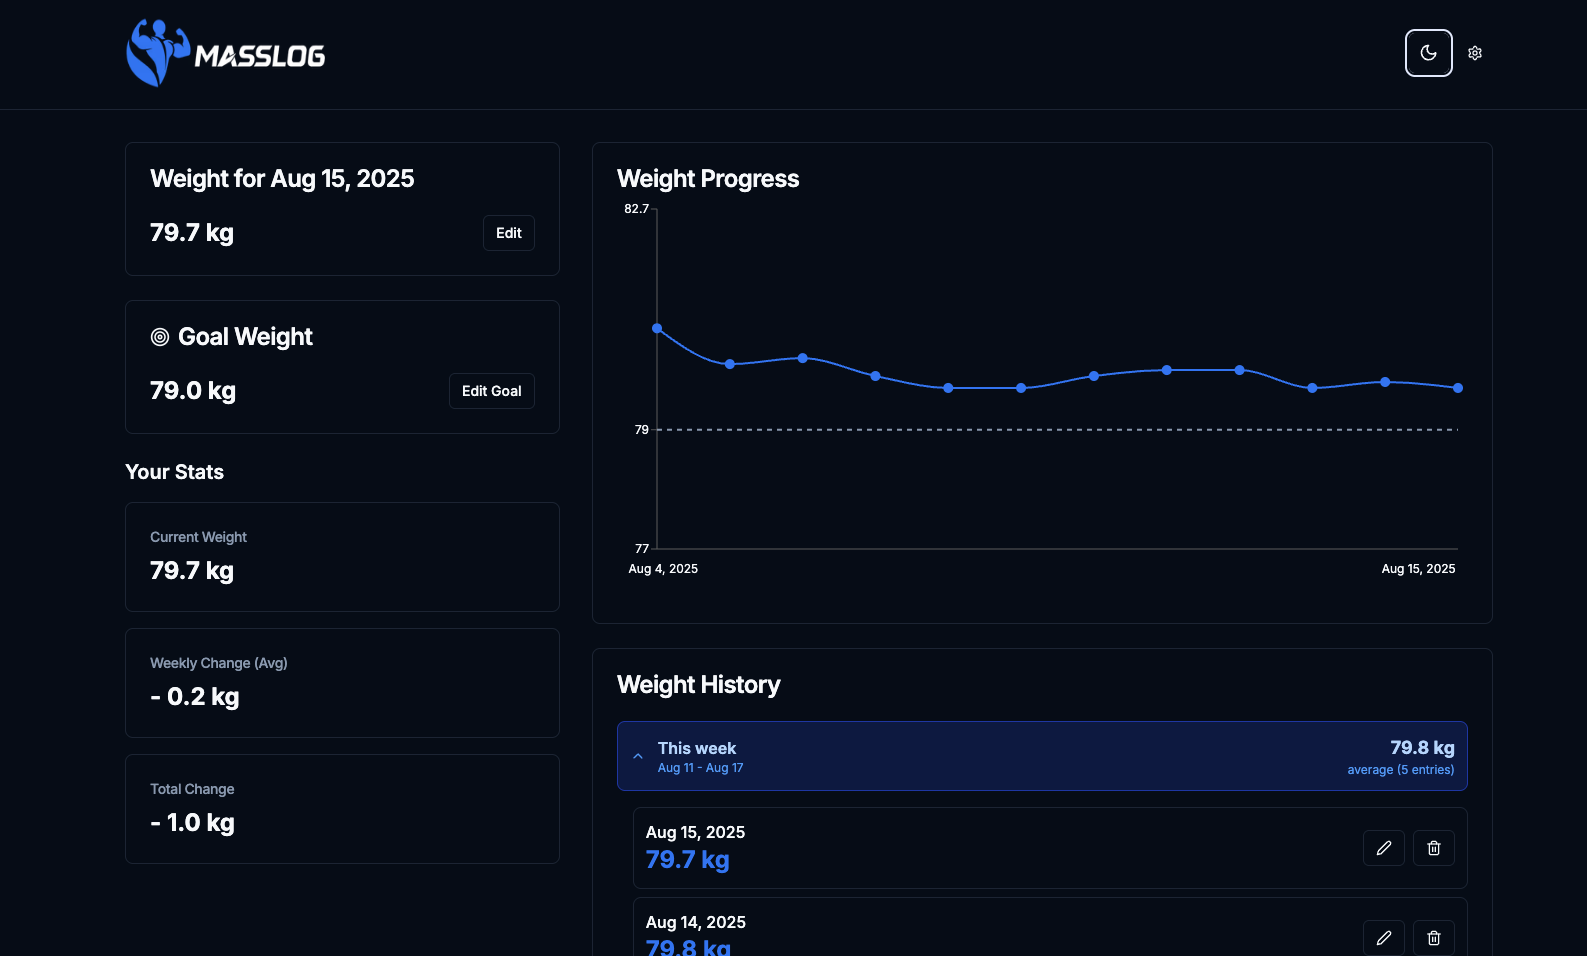 MASSLOG
Weight for Aug 15, 2025
79.7 kg
Edit
Goal Weight
79.0 kg
Edit Goal
Your Stats
Current Weight
79.7 kg
Weekly Change (Avg)
- 0.2 kg
Total Change
- 1.0 kg
Weight Progress
82.7
79
77
Aug 4, 2025
Aug 15, 2025
Weight History
This week
79.8 kg
Aug 11 - Aug 17
average (5 entries)
Aug 15, 2025
79.7 kg
Aug 14, 2025
79.8 kg